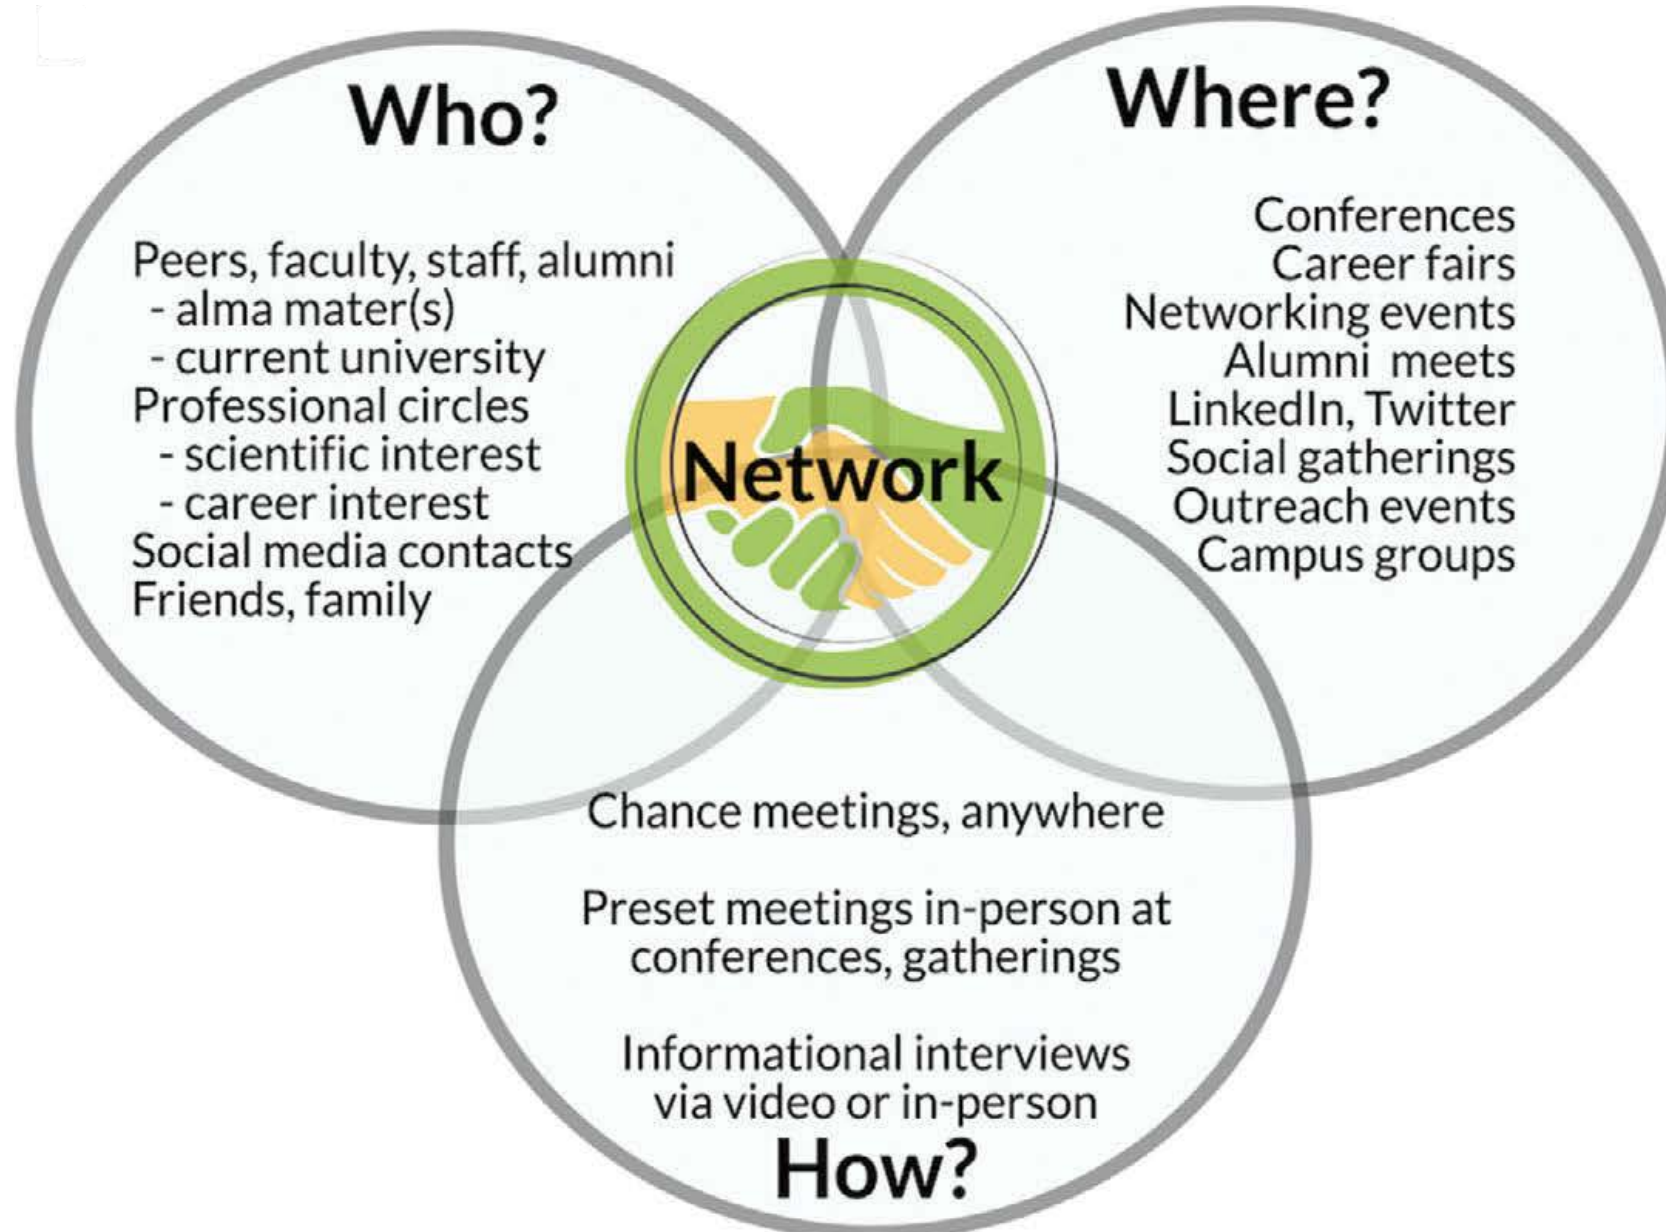 Who?
Peers, faculty, staff, alumni
- alma mater(s)
- current university
Professional circles
- scientific interest
- career interest
Social media contacts
Friends, family
Where?
Conferences
Career fairs
Networking events
Alumni meets
LinkedIn, Twitter
Social gatherings
Outreach events
Campus groups
Network
Chance meetings, anywhere
Preset meetings in-person at
conferences, gatherings
Informational interviews
via video or in-person
How?